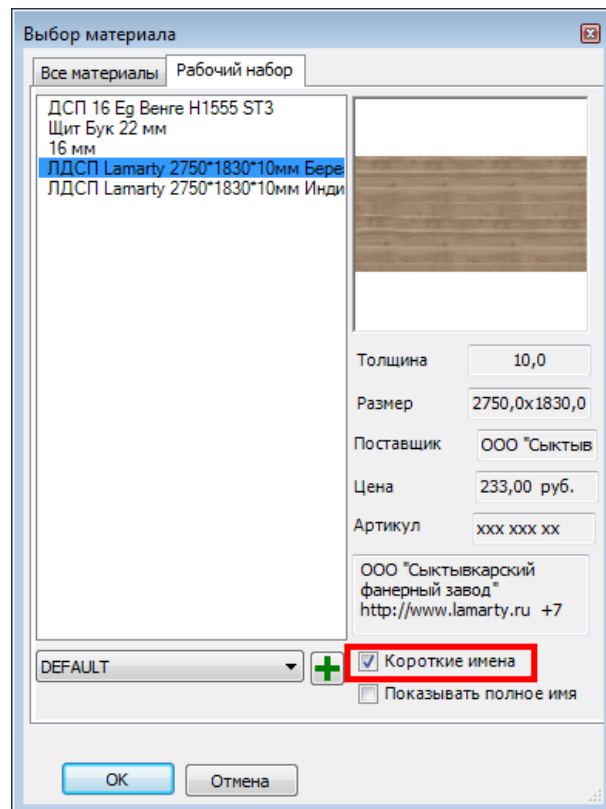 Выбор материала
Все материалы
Рабочий набор
ДСП 16 Eg Венге H1555 ST3
Щит Бук 22 мм
16 мм
ЛДСП Lamarty 2750*1830*10мм Бере
ЛДСП Lamarty 2750*1830*10мм Инди
Толщина
10,0
Размер
2750,0x1830,0
Поставщик
ООО "Сыктыв
Цена
233,00 руб.
Артикул
xxx xxx xx
ООО "Сыктывкарский
фанерный завод"
http://www.lamarty.ru +7
DEFAULT
Короткие имена
Показывать полное имя
OK
Отмена